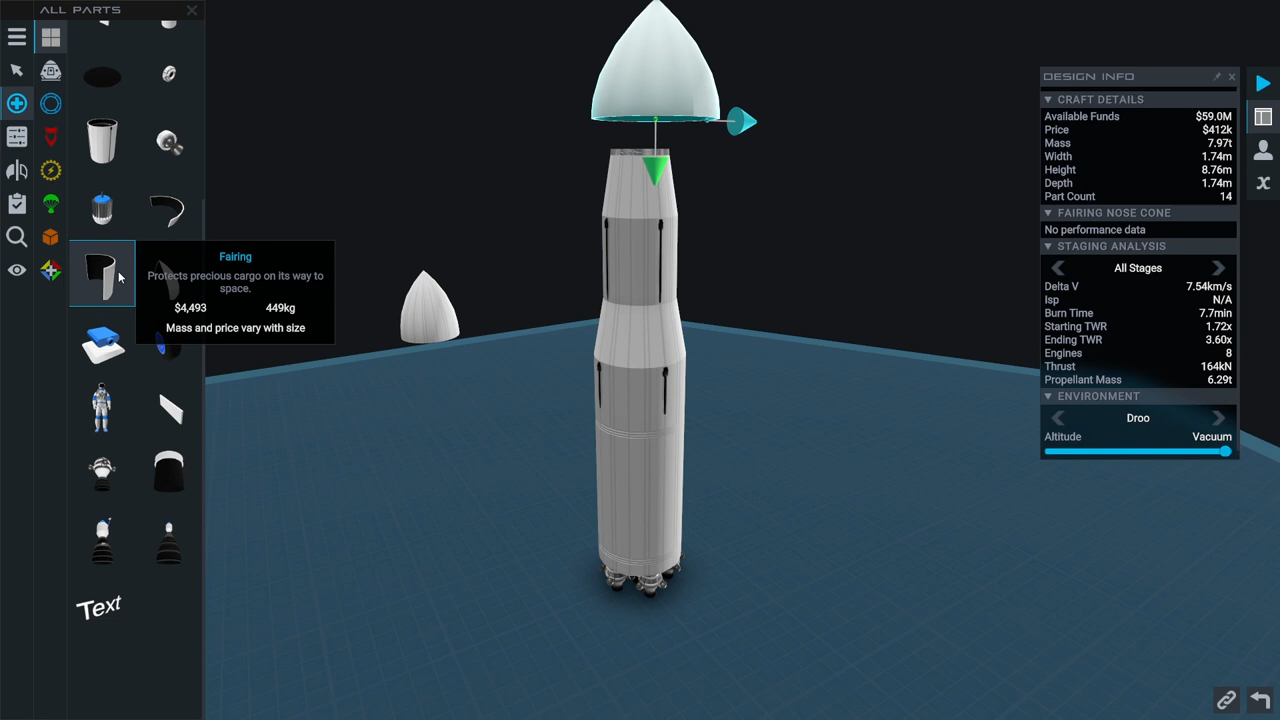 ALL PARTS
Fairing
Protects precious cargo on its way to
space.
$4,493 449kg
Mass and price vary with size
Text
DESIGN INFO
CRAFT DETAILS
Available Funds $59.0M
Price $412k
Mass 7.97t
Width 1.74m
Height 8.76m
Depth 1.74m
Part Count 14
FAIRING NOSE CONE
No performance data
STAGING ANALYSIS
All Stages
Delta V 7.54km/s
Isp N/A
Burn Time 7.7min
Starting TWR 1.72x
Ending TWR 3.60x
Engines 8
Thrust 164kN
Propellant Mass 6.29t
ENVIRONMENT
Droo
Altitude Vacuum